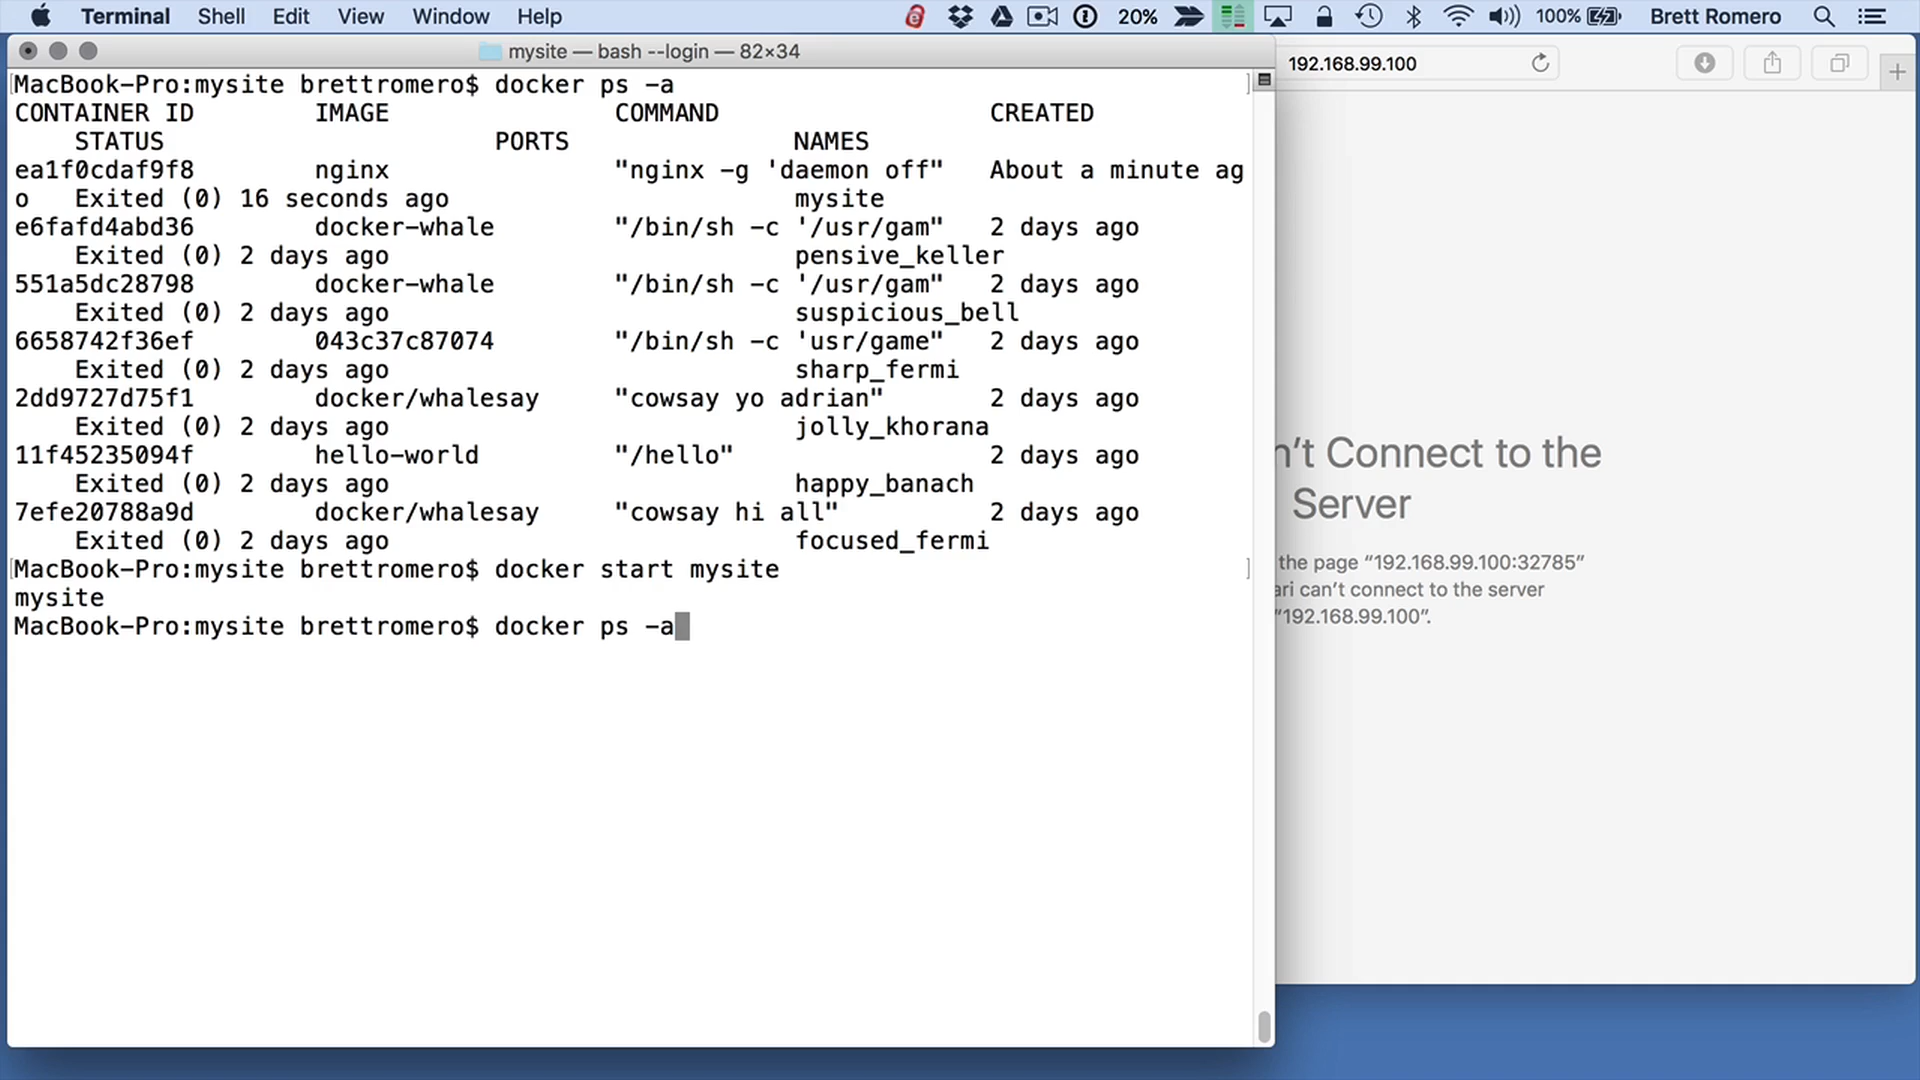 Terminal Shell Edit View Window Help 20% 100% Brett Romero
mysite — bash --login — 82×34
192.168.99.100
MacBook-Pro:mysite brettromero$ docker ps -a
CONTAINER ID IMAGE COMMAND CREATED
STATUS PORTS NAMES
ea1f0cdaf9f8 nginx "nginx -g 'daemon off" About a minute ag
o Exited (0) 16 seconds ago mysite
e6fafd4abd36 docker-whale "/bin/sh -c '/usr/gam" 2 days ago
Exited (0) 2 days ago pensive_keller
551a5dc28798 docker-whale "/bin/sh -c '/usr/gam" 2 days ago
Exited (0) 2 days ago suspicious_bell
6658742f36ef 043c37c87074 "/bin/sh -c 'usr/game" 2 days ago
Exited (0) 2 days ago sharp_fermi
2dd9727d75f1 docker/whalesay "cowsay yo adrian" 2 days ago
Exited (0) 2 days ago jolly_khorana
11f45235094f hello-world "/hello" 2 days ago
Exited (0) 2 days ago happy_banach
7efe20788a9d docker/whalesay "cowsay hi all" 2 days ago
Exited (0) 2 days ago focused_fermi
MacBook-Pro:mysite brettromero$ docker start mysite
mysite
MacBook-Pro:mysite brettromero$ docker ps -a
n't Connect to the
Server
the page “192.168.99.100:32785”
ari can’t connect to the server
“192.168.99.100”.